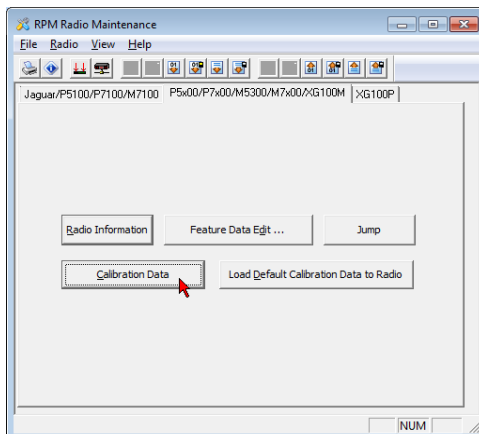 RPM Radio Maintenance
File Radio View Help
Jaguar/P5100/P7100/M7100 P5x00/P7x00/M5300/M7x00/XG100M XG100P
Radio Information Feature Data Edit ... Jump
Calibration Data Load Default Calibration Data to Radio
NUM